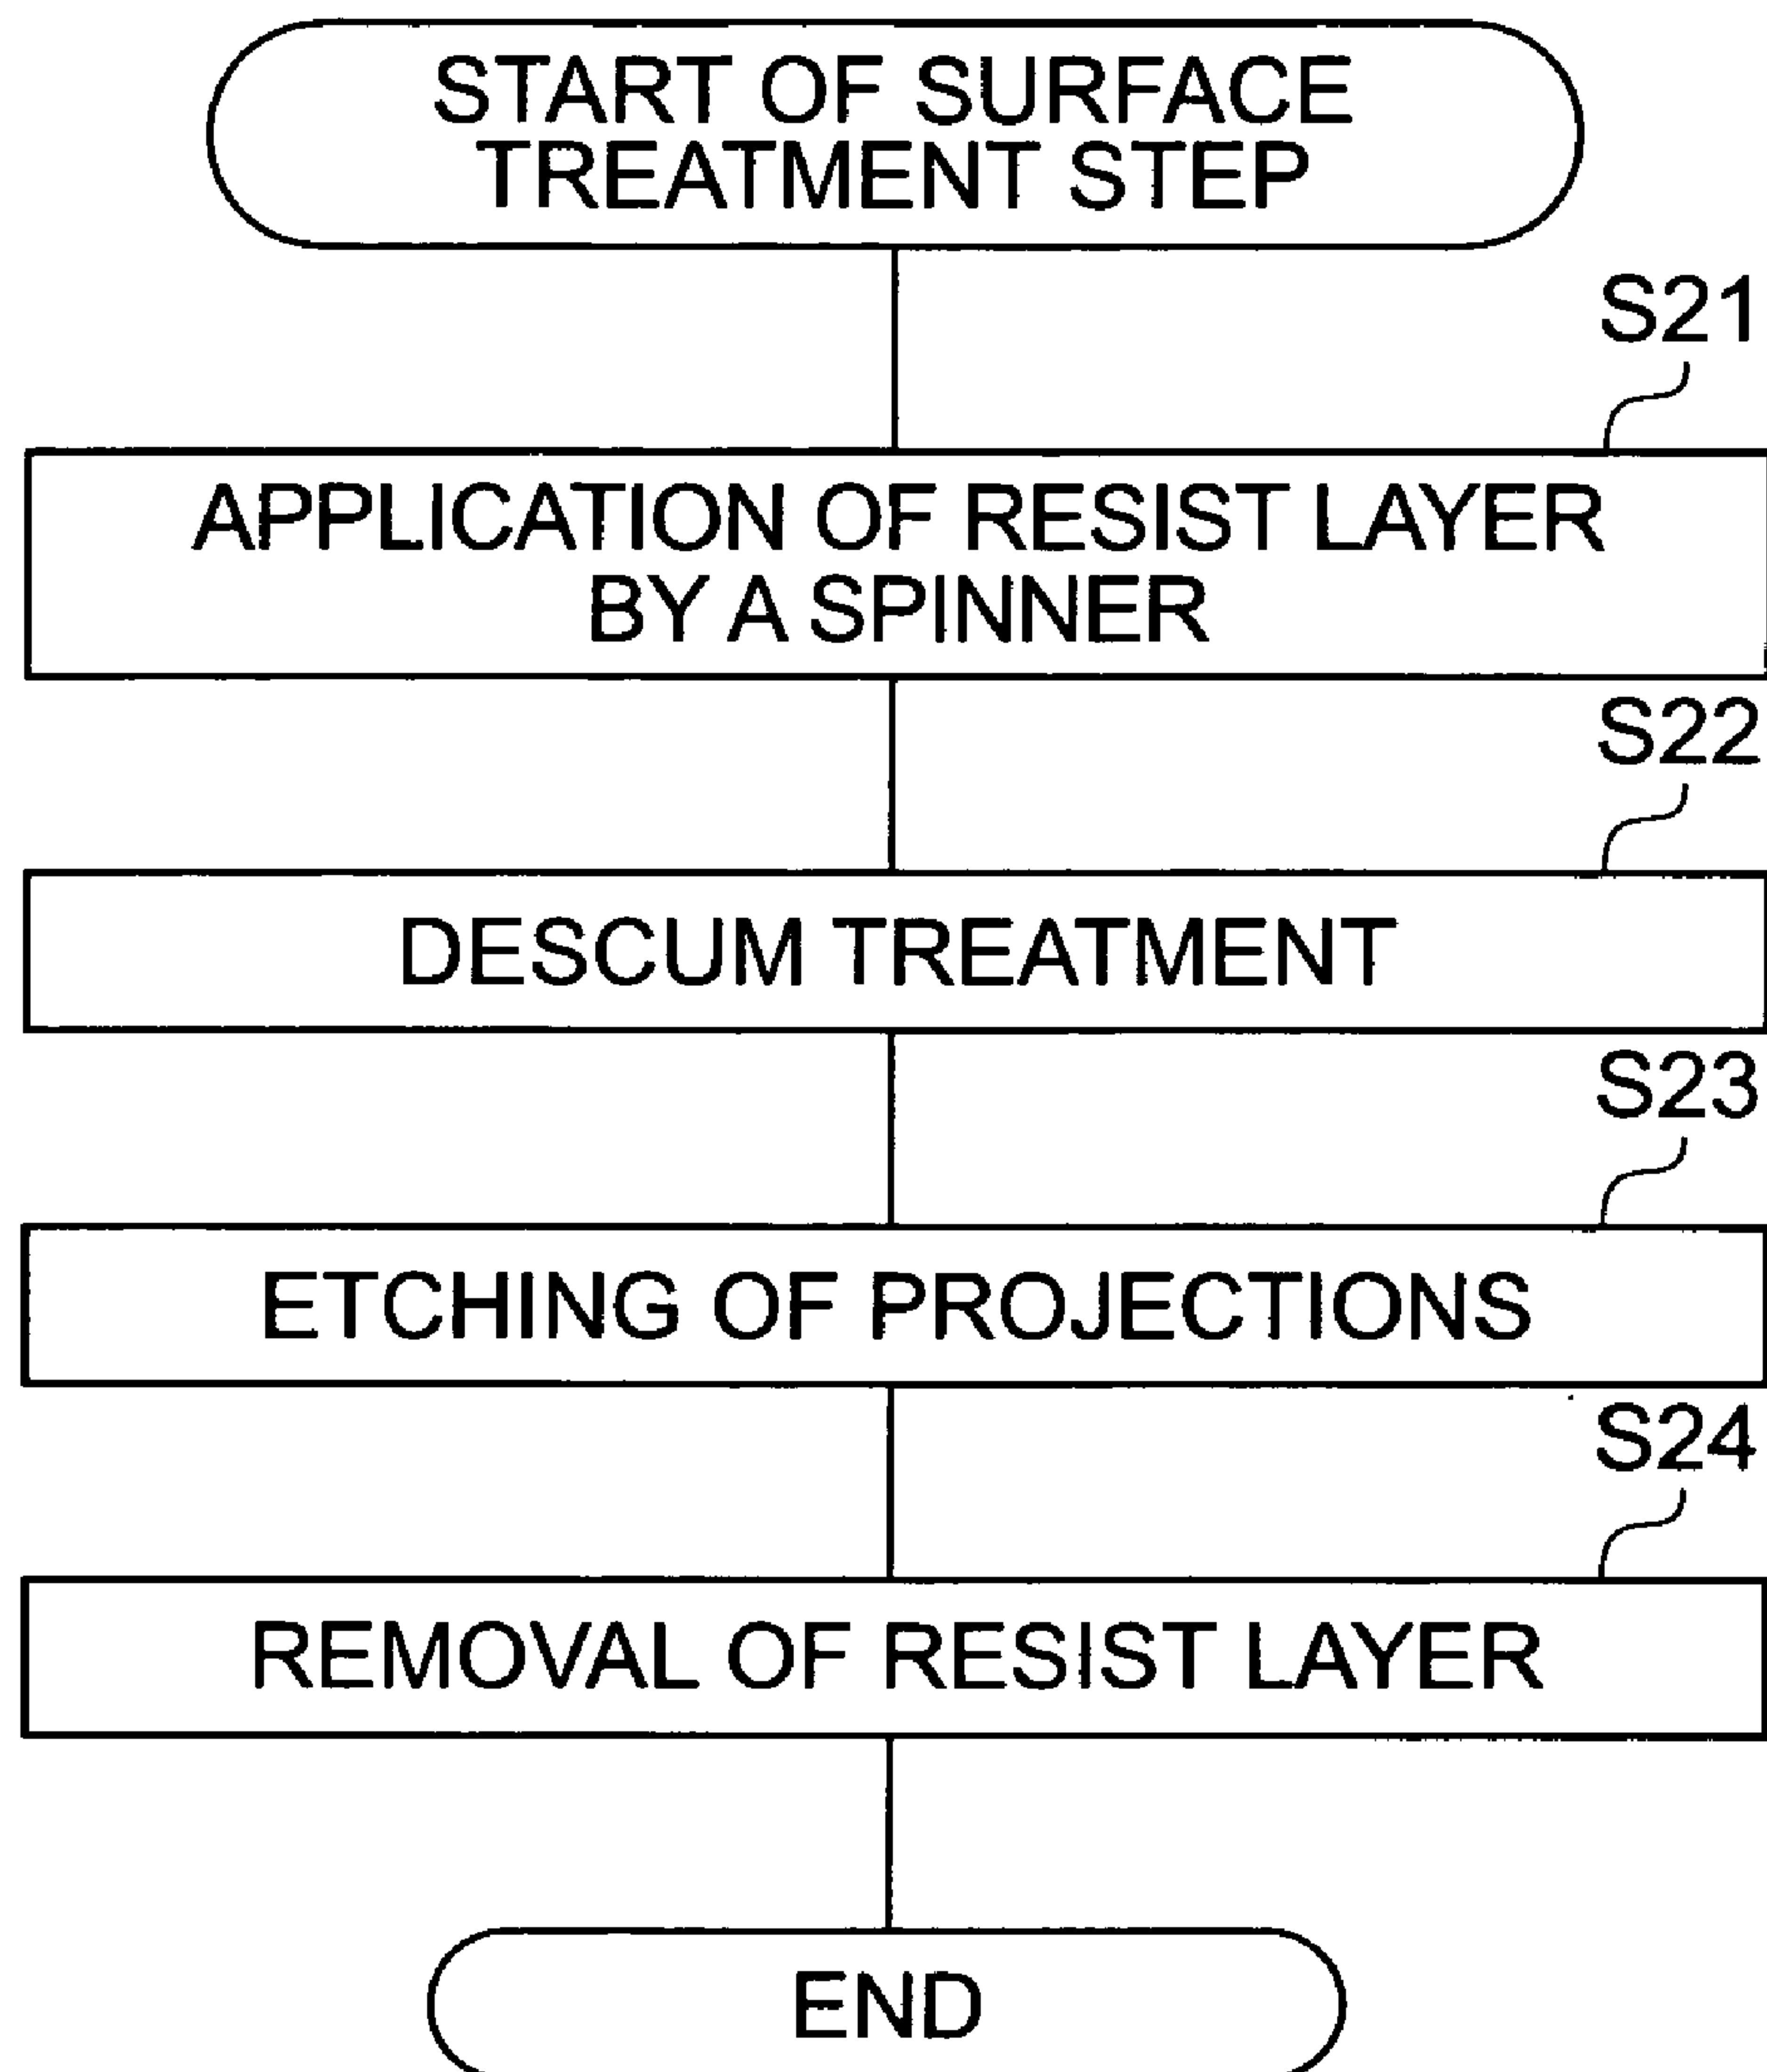 START OF SURFACE
TREATMENT STEP
S21
APPLICATION OF RESIST LAYER
BY A SPINNER
S22
DESCUM TREATMENT
S23
ETCHING OF PROJECTIONS
S24
REMOVAL OF RESIST LAYER
END